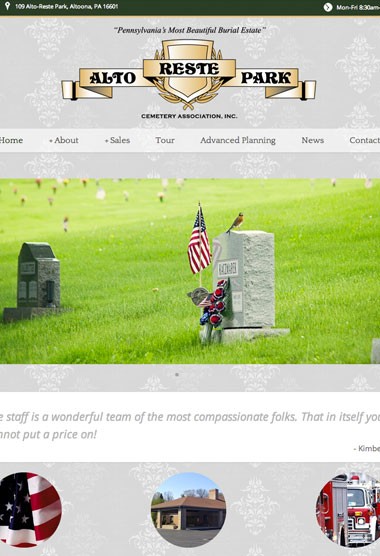 109 Alto-Reste Park, Altoona, PA 16601
Mon-Fri 8:30am-
“Pennsylvania's Most Beautiful Burial Estate”
ALTO RESTE PARK
CEMETERY ASSOCIATION, INC.
Home + About + Sales Tour Advanced Planning News Contact
e staff is a wonderful team of the most compassionate folks. That in itself you
nnot put a price on!
- Kimbe